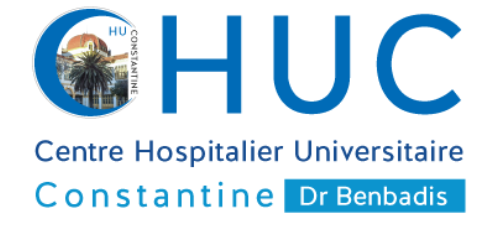 CHUC
HU CONSTANTINE
Centre Hospitalier Universitaire
Constantine Dr Benbadis